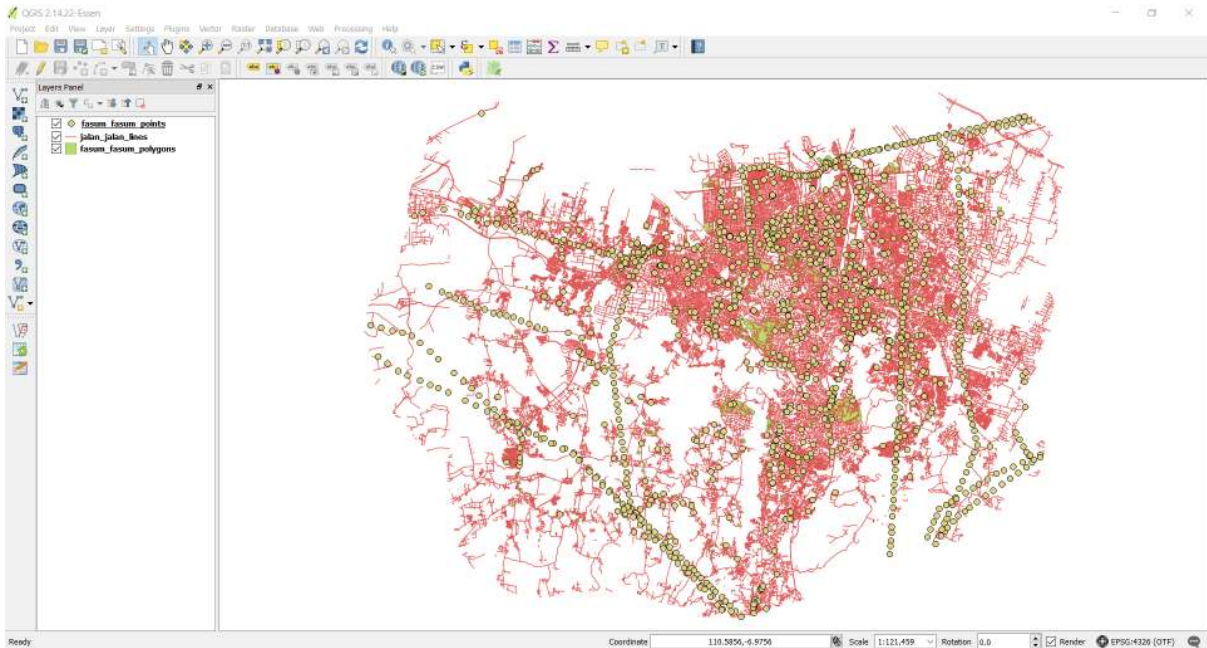 QGIS 2.14.22-Essen
Project Edit View Layer Settings Plugins Vector Raster Database Web Processing Help
Layers Panel
fasum_fasum_points
jalan_jalan_lines
fasum_fasum_polygons
Ready
Coordinate 110.5856,-6.9756 Scale 1:121,459 Rotation 0.0 Render EPSG:4326 (OTF)